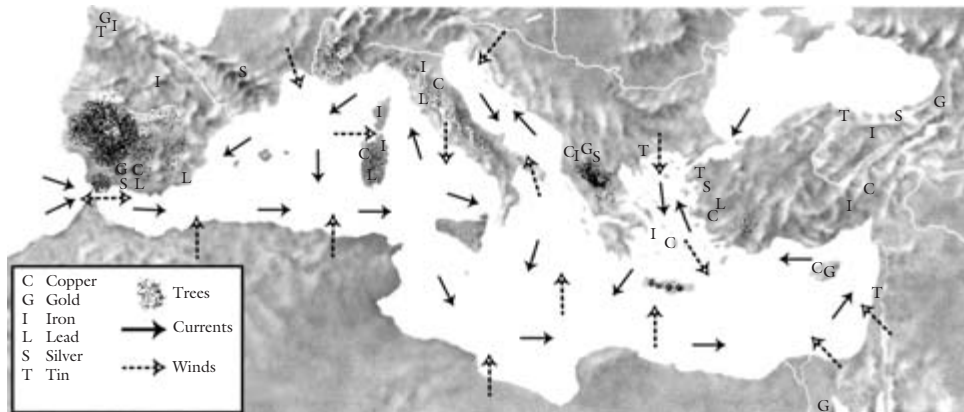 G I
T
I
S
G C
S L
L
I
C I
L
I
L
C
C I G S
T
T
S
L
C
I
C
T
S
I
G
C
I
C G
T
G
C Copper
G Gold
I Iron
L Lead
S Silver
T Tin
Trees
Currents
Winds